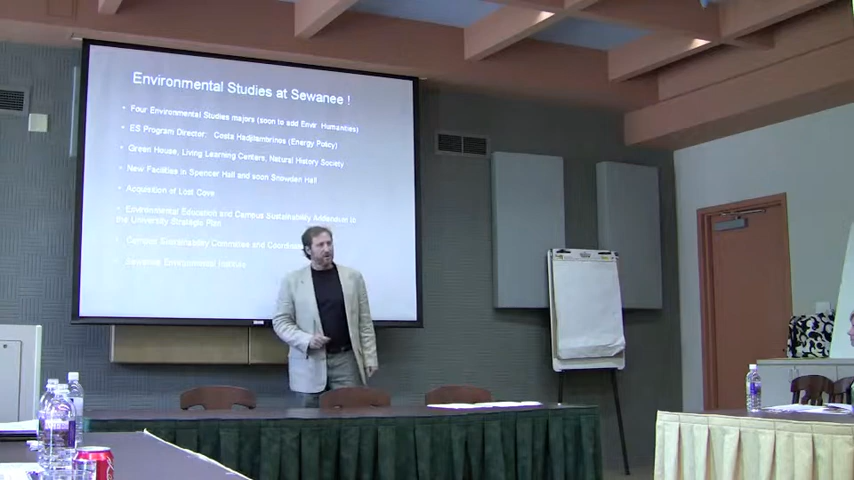 Environmental Studies at Sewanee !
• Four Environmental Studies majors (soon to add Envir Humanities)
• ES Program Director: Costa Hadjilambrinos (Energy Policy)
• Green House, Living Learning Centers, Natural History Society
• New Facilities in Spencer Hall and soon Snowden Hall
• Acquisition of Lost Cove
• Environmental Education and Campus Sustainability Addendum to
the University Strategic Plan
Campus Sustainability Committee and
Sewanee Environmental Institute